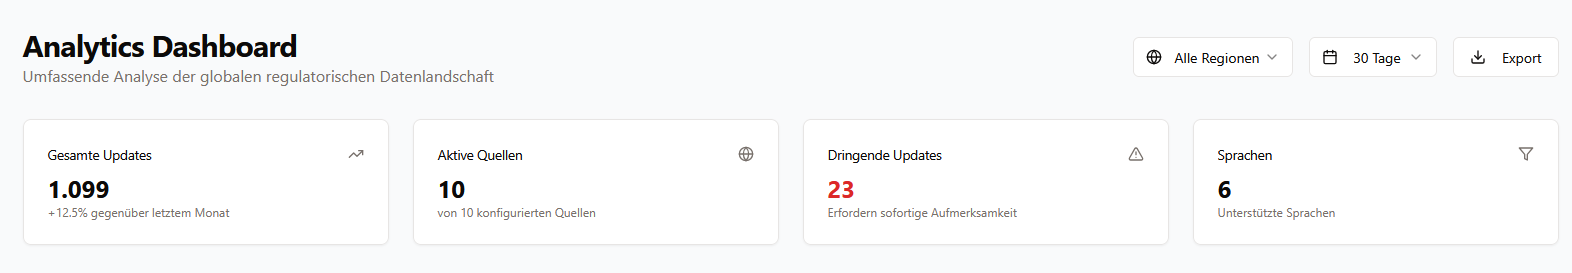 Analytics Dashboard
Umfassende Analyse der globalen regulatorischen Datenlandschaft
Alle Regionen
30 Tage
Export
Gesamte Updates
1.099
+12.5% gegenüber letztem Monat
Aktive Quellen
10
von 10 konfigurierten Quellen
Dringende Updates
23
Erfordern sofortige Aufmerksamkeit
Sprachen
6
Unterstützte Sprachen